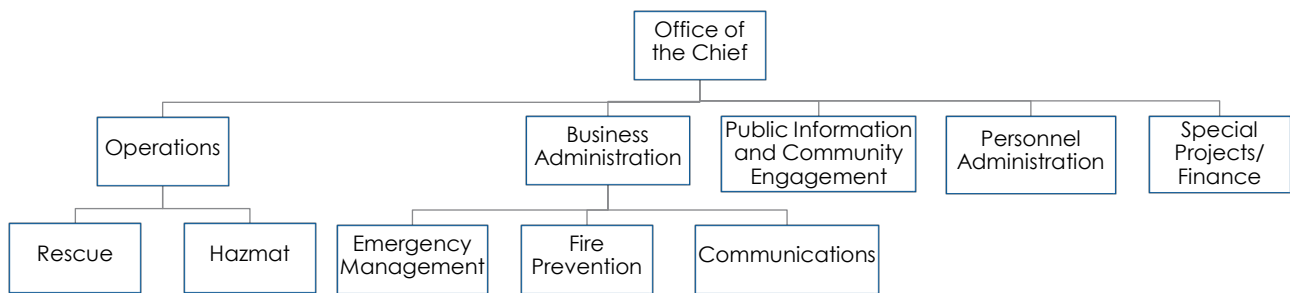 Office of
the Chief
Operations
Business
Administration
Public Information
and Community
Engagement
Personnel
Administration
Special
Projects/
Finance
Rescue
Hazmat
Emergency
Management
Fire
Prevention
Communications